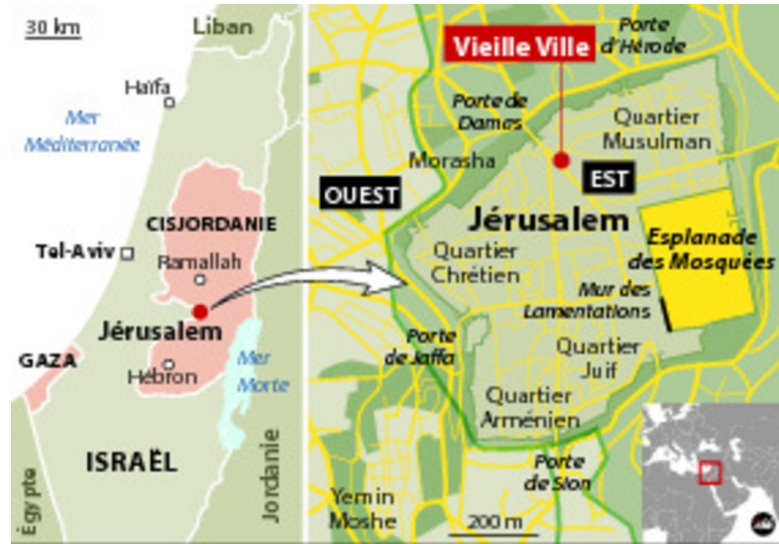 30 km
Liban
Haïfa
Mer
Méditerranée
CISJORDANIE
Tel-Aviv
Ramallah
Jérusalem
GAZA
Hébron
Mer
Morte
ISRAËL
Égypte
Jordanie
Vieille Ville
Porte
d'Hérode
Porte de
Damas
Quartier
Musulman
Morasha
OUEST
EST
Jérusalem
Esplanade
des Mosquées
Quartier
Chrétien
Mur des
Lamentations
Porte
de Jaffa
Quartier
Juif
Quartier
Arménien
Porte
de Sion
Yemin
Moshe
200 m